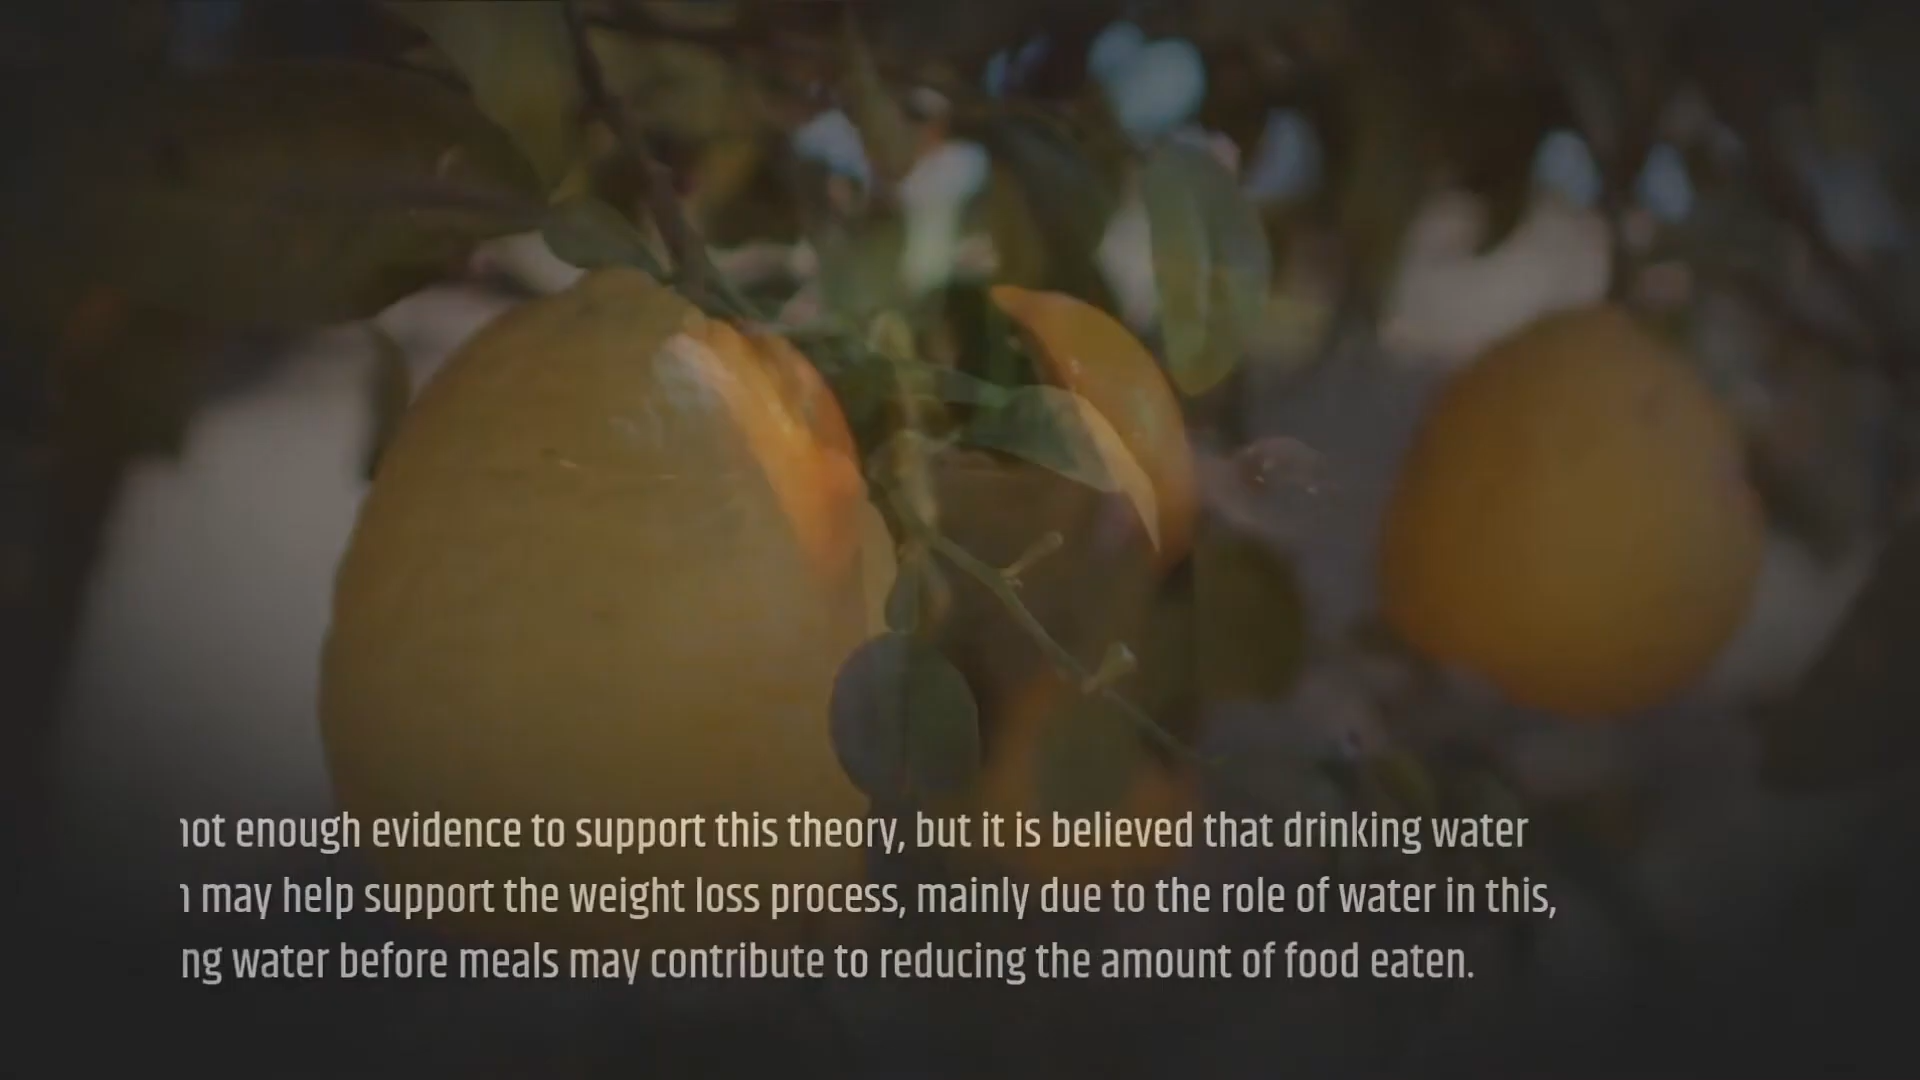 enough evidence to support this theory, but it is believed that drinking water
may help support the weight loss process, mainly due to the role of water in this,
water before meals may contribute to reducing the amount of food eaten.